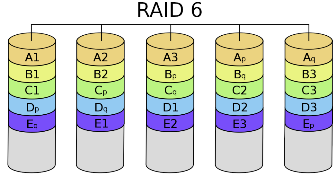 RAID 6
A1 A2 A3 Ap Aq
B1 B2 Bp Bq B3
C1 Cp Cq C2 C3
Dp Dq D1 D2 D3
Eq E1 E2 E3 Ep